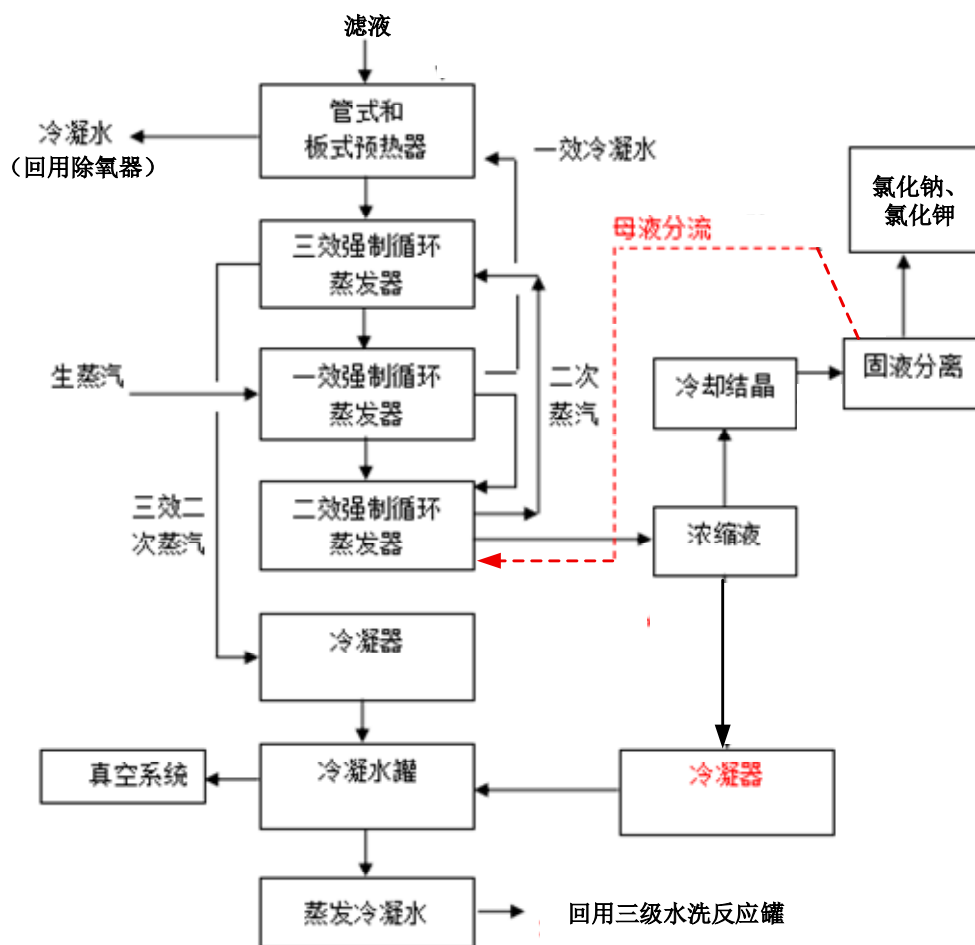 滤液
管式和
板式预热器
冷凝水
（回用除氧器）
一效冷凝水
氯化钠、
氯化钾
母液分流
三效强制循环
蒸发器
固液分离
生蒸汽
一效强制循环
蒸发器
二次
蒸汽
冷却结晶
三效二
次蒸汽
二效强制循环
蒸发器
浓缩液
冷凝器
真空系统
冷凝水罐
冷凝器
蒸发冷凝水
回用三级水洗反应罐